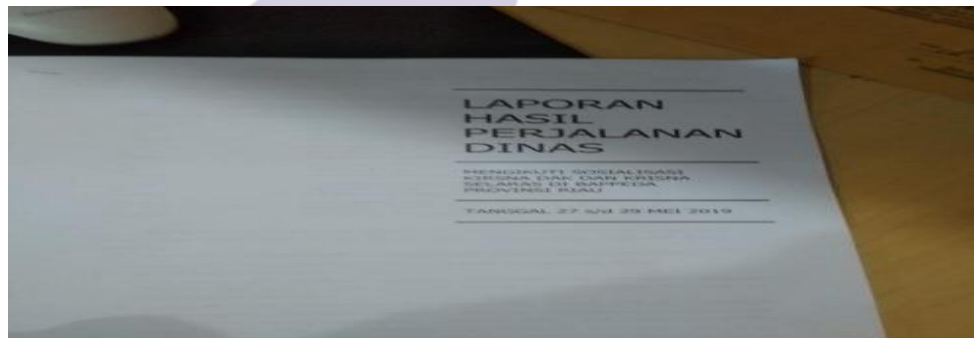 LAPORAN
HASIL
PERJALANAN
DINAS
MENGIKUTI SOSIALISASI
KIRSNA DAK DAN KRISNA
SELARAS DI BAPPEDA
PROVINSI RIAU
TANGGAL 27 s/d 29 MEI 2019